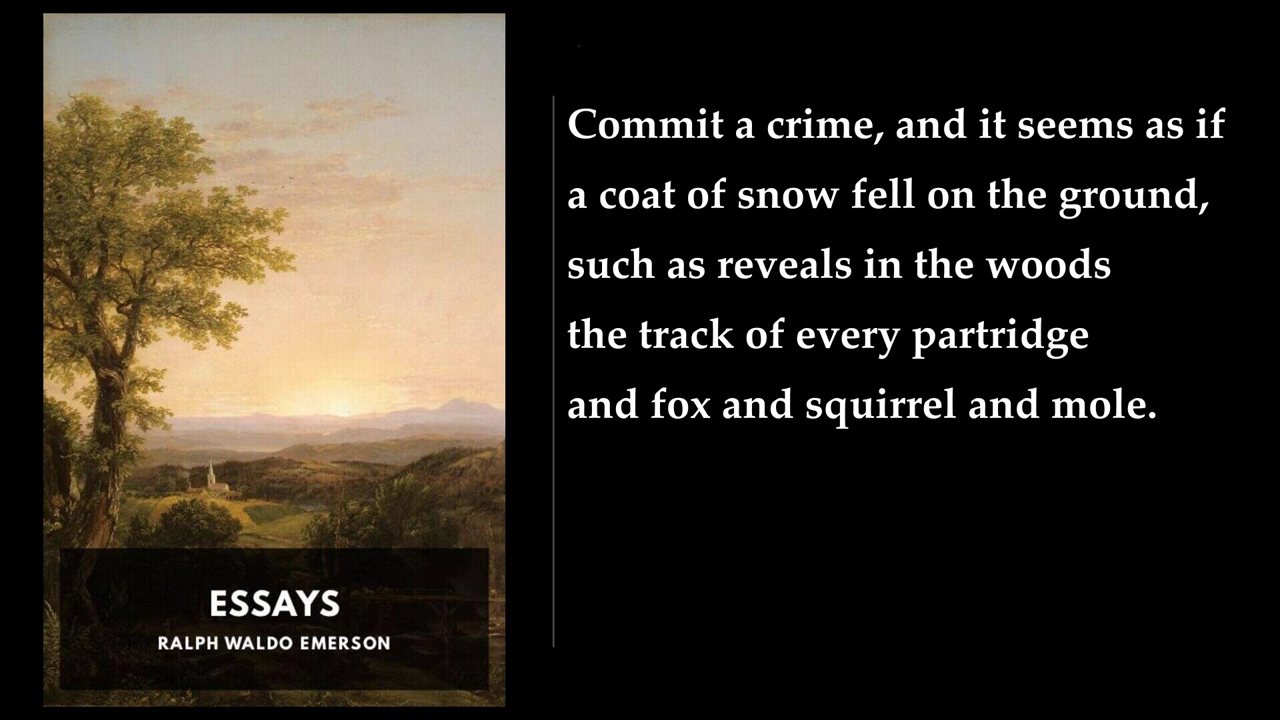 Commit a crime, and it seems as if
a coat of snow fell on the ground,
such as reveals in the woods
the track of every partridge
and fox and squirrel and mole.
ESSAYS
RALPH WALDO EMERSON